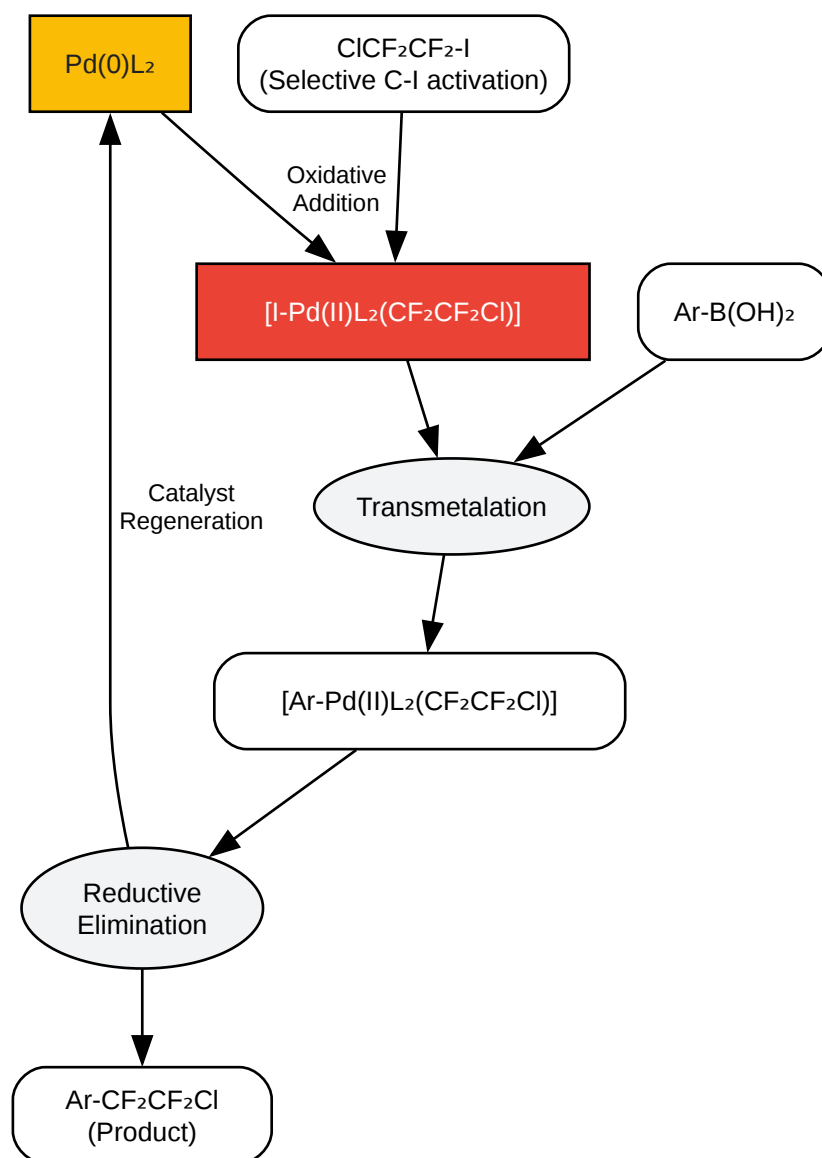 Pd(0)L₂
ClCF₂CF₂-I
(Selective C-I activation)
Oxidative
Addition
[I-Pd(II)L₂(CF₂CF₂Cl)]
Ar-B(OH)₂
Catalyst
Regeneration
Transmetalation
[Ar-Pd(II)L₂(CF₂CF₂Cl)]
Reductive
Elimination
Ar-CF₂CF₂Cl
(Product)